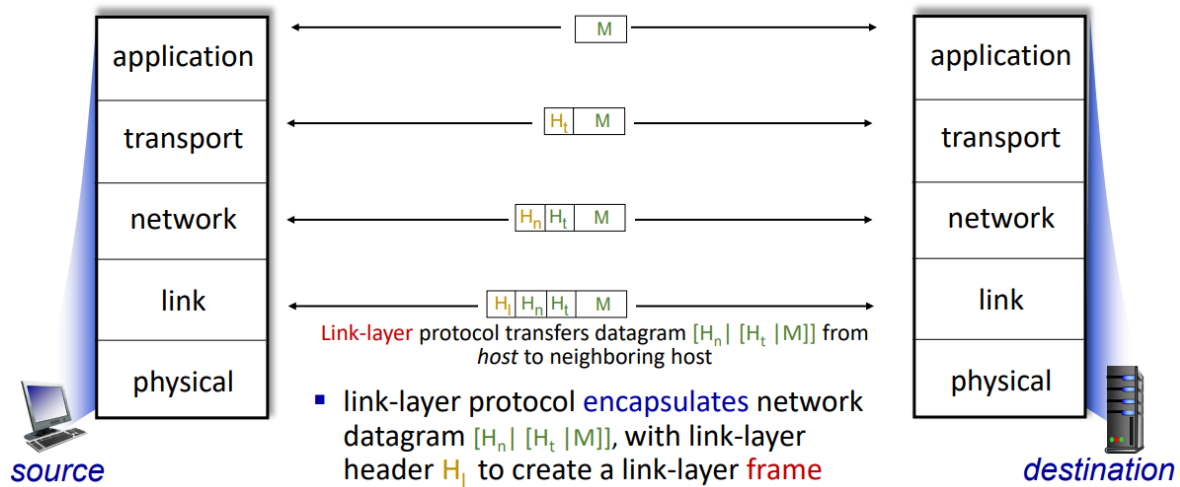 application
M
application
transport
Ht M
transport
network
Hn Ht M
network
link
Hl Hn Ht M
link
Link-layer protocol transfers datagram [Hn| [Ht |M]] from
host to neighboring host
physical
physical
▪ link-layer protocol encapsulates network
datagram [Hn| [Ht |M]], with link-layer
header Hl to create a link-layer frame
source
destination